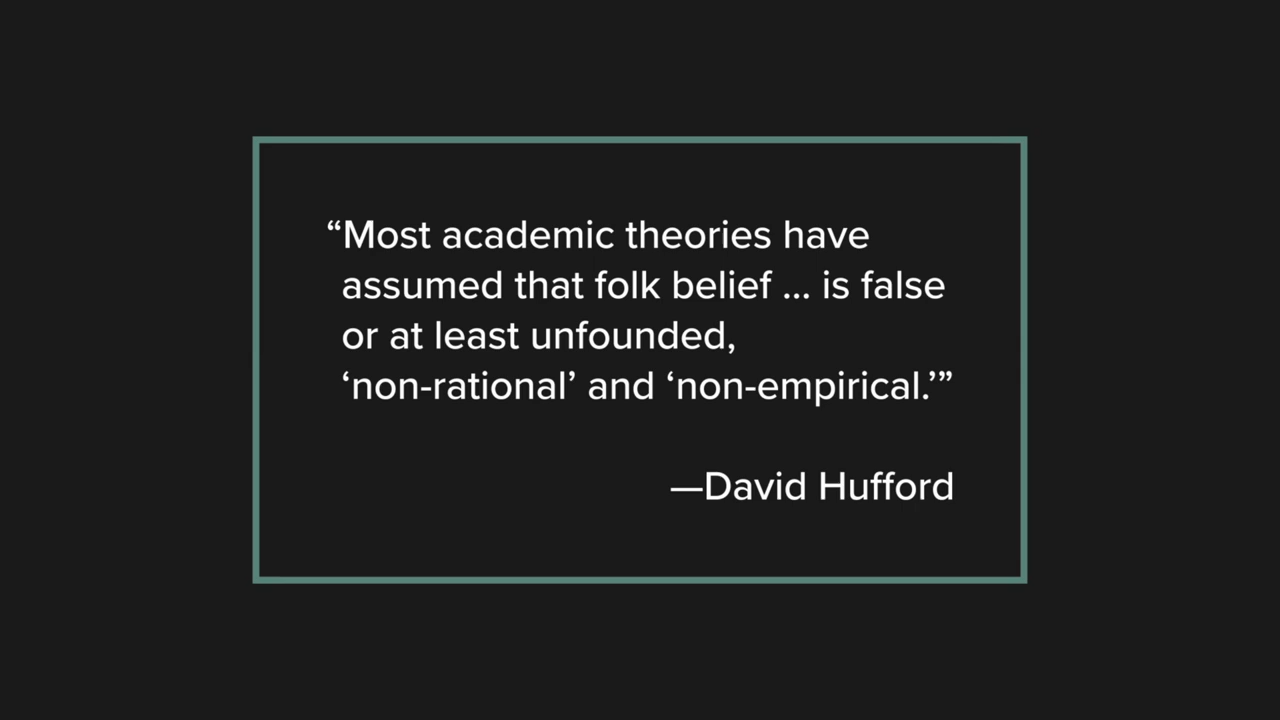 “Most academic theories have
assumed that folk belief ... is false
or at least unfounded,
‘non-rational’ and ‘non-empirical.’”
—David Hufford